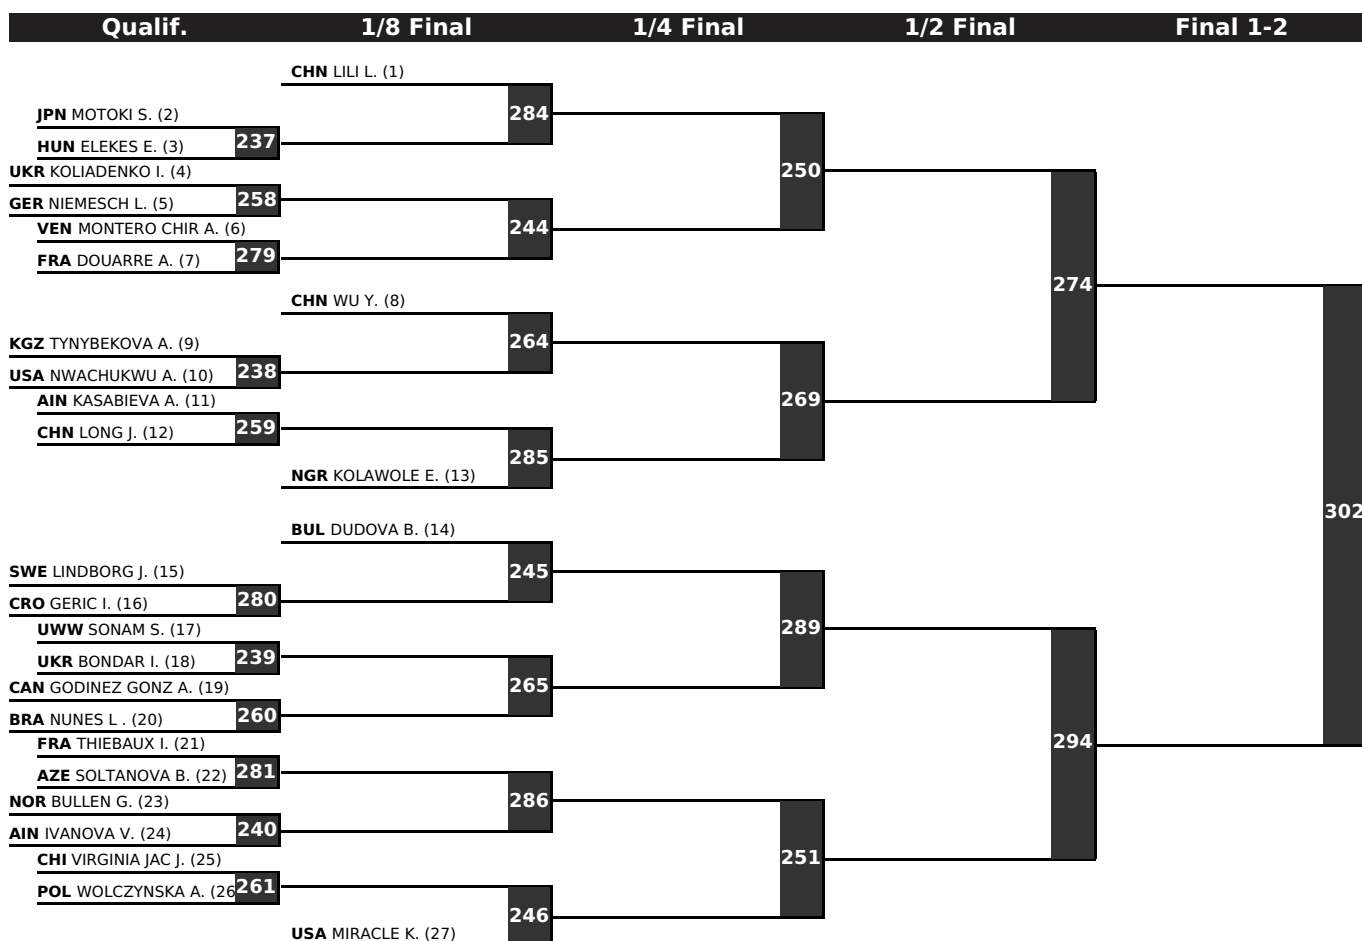 Qualif. 1/8 Final 1/4 Final 1/2 Final Final 1-2
CHN LILI L. (1)
284
JPN MOTOKI S. (2)
237
HUN ELEKES E. (3)
UKR KOLIADENKO I. (4)
250
258
GER NIEMESCH L. (5)
244
VEN MONTERO CHIR A. (6)
279
FRA DOUARRE A. (7)
274
CHN WU Y. (8)
264
KGZ TYNYBEKOVA A. (9)
238
USA NWACHUKWU A. (10)
AIN KASABIEVA A. (11)
269
259
CHN LONG J. (12)
285
NGR KOLAWOLE E. (13)
302
BUL DUDOVA B. (14)
245
SWE LINDBORG J. (15)
280
CRO GERIC I. (16)
UWW SONAM S. (17)
289
239
UKR BONDAR I. (18)
265
CAN GODINEZ GONZ A. (19)
260
BRA NUNES L . (20)
294
FRA THIEBAUX I. (21)
281
AZE SOLTANOVA B. (22)
286
NOR BULLEN G. (23)
240
AIN IVANOVA V. (24)
251
CHI VIRGINIA JAC J. (25)
261
POL WOLCZYNSKA A. (26
246
USA MIRACLE K. (27)